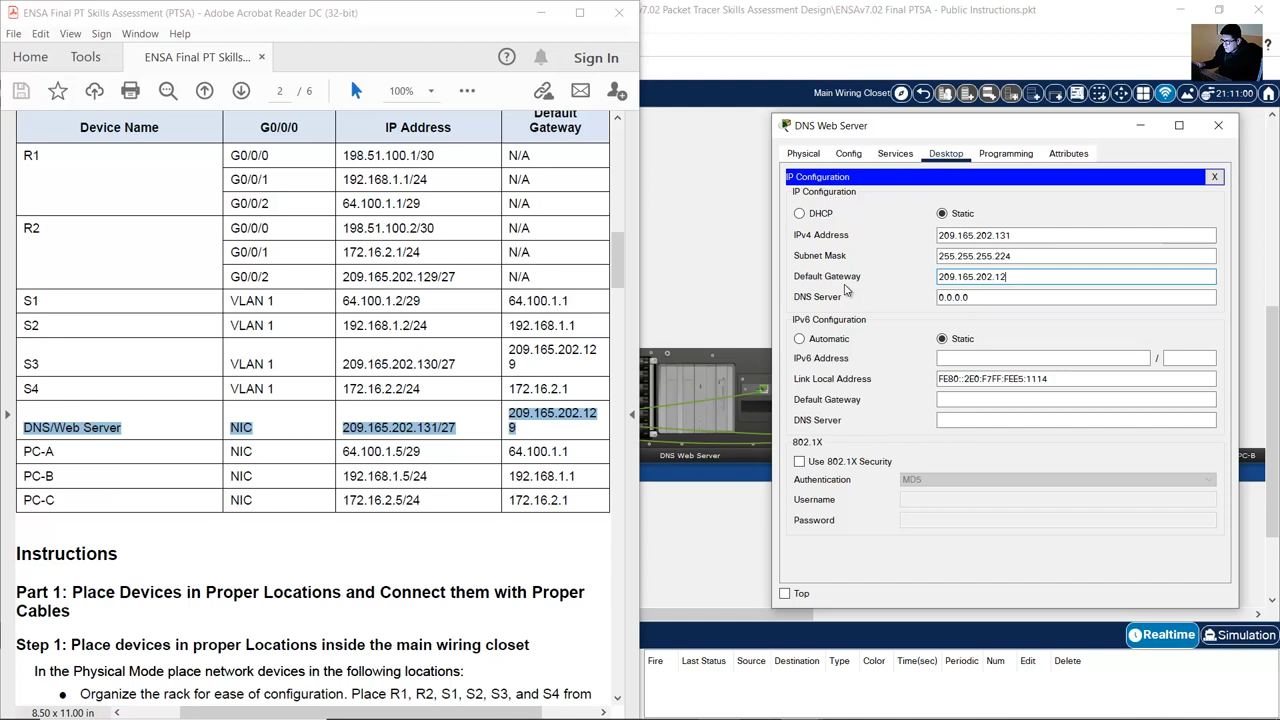 ENSA Final PT Skills Assessment (PTSA) - Adobe Acrobat Reader DC (32-bit)
File Edit View Sign Window Help
Home Tools ENSA Final PT Skills... × Sign In
2 / 6 100%
Device Name G0/0/0 IP Address Default Gateway
R1 G0/0/0 198.51.100.1/30 N/A
G0/0/1 192.168.1.1/24 N/A
G0/0/2 64.100.1.1/29 N/A
R2 G0/0/0 198.51.100.2/30 N/A
G0/0/1 172.16.2.1/24 N/A
G0/0/2 209.165.202.129/27 N/A
S1 VLAN 1 64.100.1.2/29 64.100.1.1
S2 VLAN 1 192.168.1.2/24 192.168.1.1
S3 VLAN 1 209.165.202.130/27 209.165.202.12
9
S4 VLAN 1 172.16.2.2/24 172.16.2.1
DNS/Web Server NIC 209.165.202.131/27 209.165.202.12
9
PC-A NIC 64.100.1.5/29 64.100.1.1
PC-B NIC 192.168.1.5/24 192.168.1.1
PC-C NIC 172.16.2.5/24 172.16.2.1
Instructions
Part 1: Place Devices in Proper Locations and Connect them with Proper
Cables
Step 1: Place devices in proper Locations inside the main wiring closet
In the Physical Mode place network devices in the following locations:
● Organize the rack for ease of configuration. Place R1, R2, S1, S2, S3, and S4 from
8.50 x 11.00 in
v7.02 Packet Tracer Skills Assessment Design\ENSAv7.02 Final PTSA - Public Instructions.pkt
Main Wiring Closet 21:11:00
DNS Web Server
Physical Config Services Desktop Programming Attributes
IP Configuration X
IP Configuration
DHCP Static
IPv4 Address 209.165.202.131
Subnet Mask 255.255.255.224
Default Gateway 209.165.202.12
DNS Server 0.0.0.0
IPv6 Configuration
Automatic Static
IPv6 Address /
Link Local Address FE80::2E0:F7FF:FEE5:1114
Default Gateway
DNS Server
802.1X
Use 802.1X Security
Authentication MD5
Username
Password
Top
DNS Web Server
PC-B
Realtime Simulation
Fire Last Status Source Destination Type Color Time(sec) Periodic Num Edit Delete